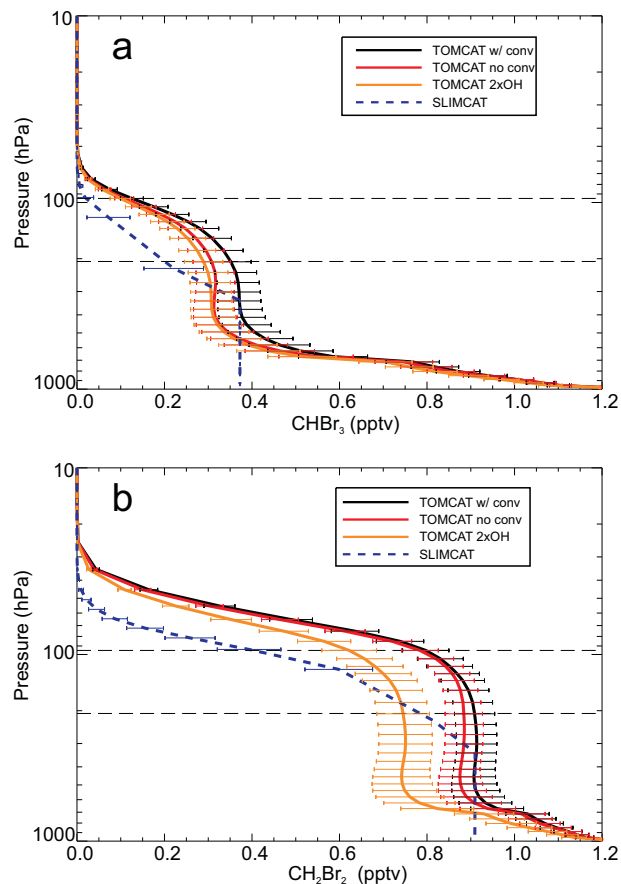 a
TOMCAT w/ conv
TOMCAT no conv
TOMCAT 2xOH
SLIMCAT
10
100
1000
Pressure (hPa)
0.0 0.2 0.4 0.6 0.8 1.0 1.2
CHBr3 (pptv)
b
TOMCAT w/ conv
TOMCAT no conv
TOMCAT 2xOH
SLIMCAT
10
100
1000
Pressure (hPa)
0.0 0.2 0.4 0.6 0.8 1.0 1.2
CH2Br2 (pptv)